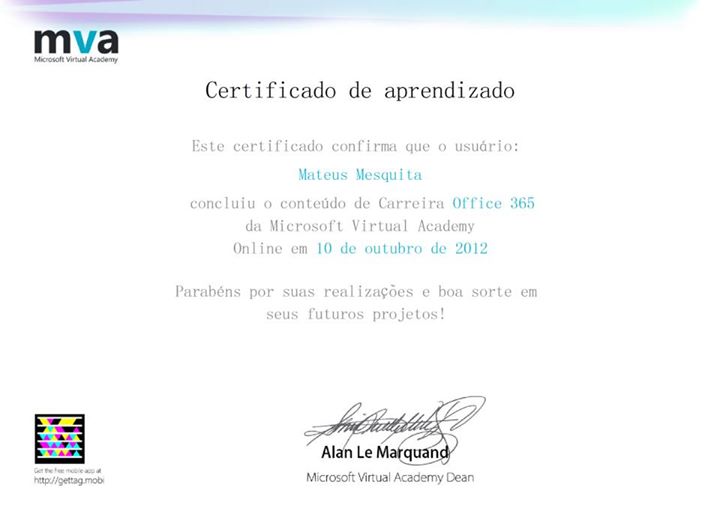 mva
Microsoft Virtual Academy
Certificado de aprendizado
Este certificado confirma que o usuário:
Mateus Mesquita
concluiu o conteúdo de Carreira Office 365
da Microsoft Virtual Academy
Online em 10 de outubro de 2012
Parabéns por suas realizações e boa sorte em
seus futuros projetos!
Alan Le Marquand
Microsoft Virtual Academy Dean
Get the free mobile app at
http://gettag.mobi